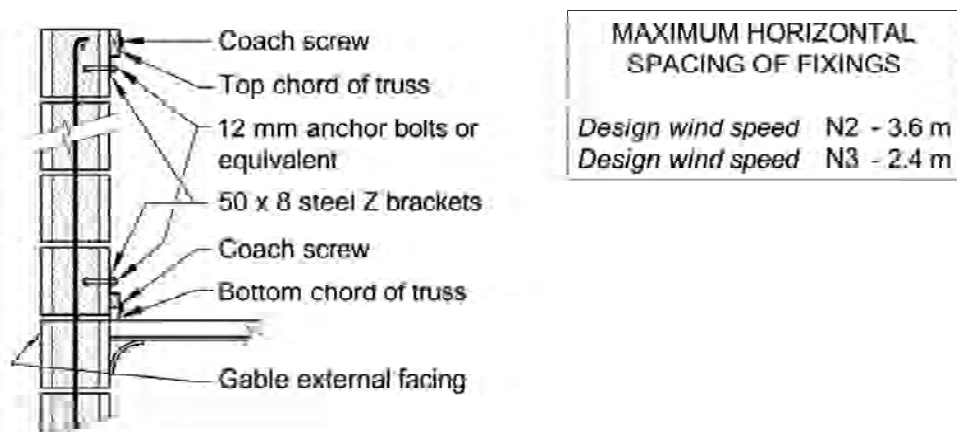 Coach screw
Top chord of truss
12 mm anchor bolts or
equivalent
50 x 8 steel Z brackets
Coach screw
Bottom chord of truss
Gable external facing
MAXIMUM HORIZONTAL
SPACING OF FIXINGS
Design wind speed N2 - 3.6 m
Design wind speed N3 - 2.4 m